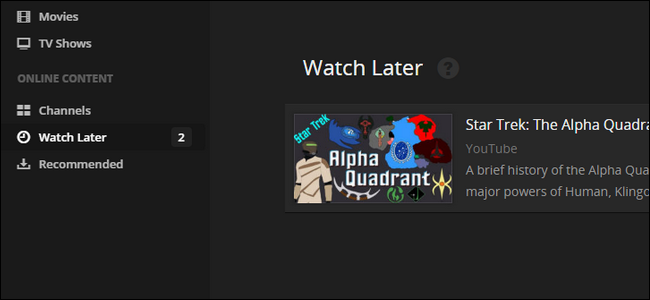 Movies
TV Shows
ONLINE CONTENT
Channels
Watch Later 2
Recommended
Watch Later ?
Star Trek
Alpha
Quadrant
Star Trek: The Alpha Quadra
YouTube
A brief history of the Alpha Qua
major powers of Human, Klingo